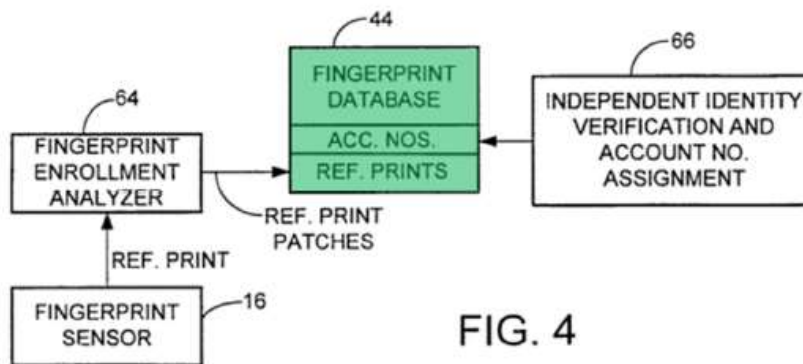 44
FINGERPRINT
DATABASE
ACC. NOS.
REF. PRINTS
66
INDEPENDENT IDENTITY
VERIFICATION AND
ACCOUNT NO.
ASSIGNMENT
64
FINGERPRINT
ENROLLMENT
ANALYZER
REF. PRINT
PATCHES
REF. PRINT
FINGERPRINT
SENSOR
16
FIG. 4